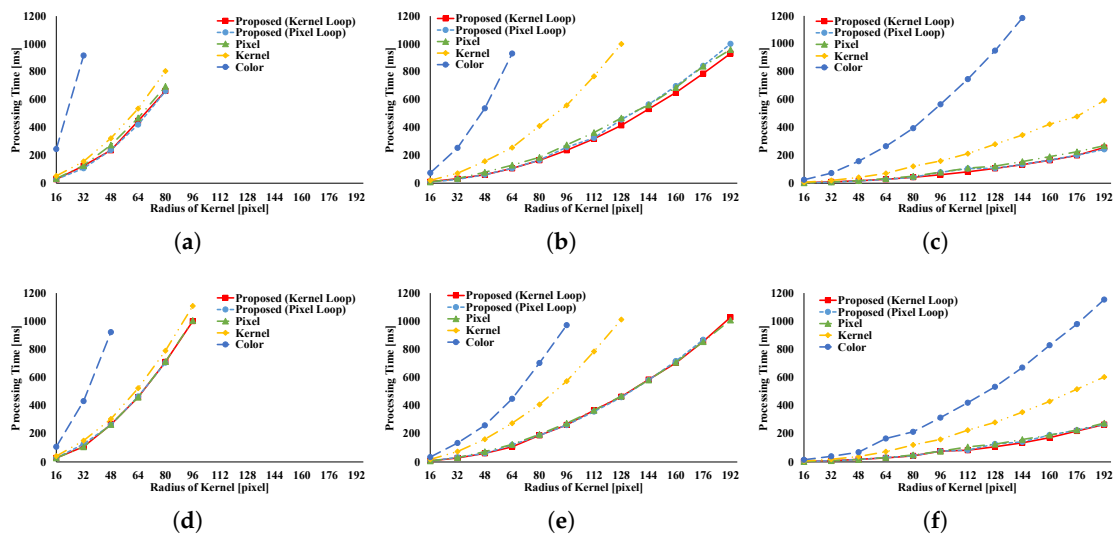 1200
1000
800
600
400
200
0
Processing Time [ms]
16 32 48 64 80 96 112 128 144 160 176 192
Radius of Kernel [pixel]
Proposed (Kernel Loop)
Proposed (Pixel Loop)
Pixel
Kernel
Color
(a)
1200
1000
800
600
400
200
0
Processing Time [ms]
16 32 48 64 80 96 112 128 144 160 176 192
Radius of Kernel [pixel]
Proposed (Kernel Loop)
Proposed (Pixel Loop)
Pixel
Kernel
Color
(b)
1200
1000
800
600
400
200
0
Processing Time [ms]
16 32 48 64 80 96 112 128 144 160 176 192
Radius of Kernel [pixel]
Proposed (Kernel Loop)
Proposed (Pixel Loop)
Pixel
Kernel
Color
(c)
1200
1000
800
600
400
200
0
Processing Time [ms]
16 32 48 64 80 96 112 128 144 160 176 192
Radius of Kernel [pixel]
Proposed (Kernel Loop)
Proposed (Pixel Loop)
Pixel
Kernel
Color
(d)
1200
1000
800
600
400
200
0
Processing Time [ms]
16 32 48 64 80 96 112 128 144 160 176 192
Radius of Kernel [pixel]
Proposed (Kernel Loop)
Proposed (Pixel Loop)
Pixel
Kernel
Color
(e)
1200
1000
800
600
400
200
0
Processing Time [ms]
16 32 48 64 80 96 112 128 144 160 176 192
Radius of Kernel [pixel]
Proposed (Kernel Loop)
Proposed (Pixel Loop)
Pixel
Kernel
Color
(f)